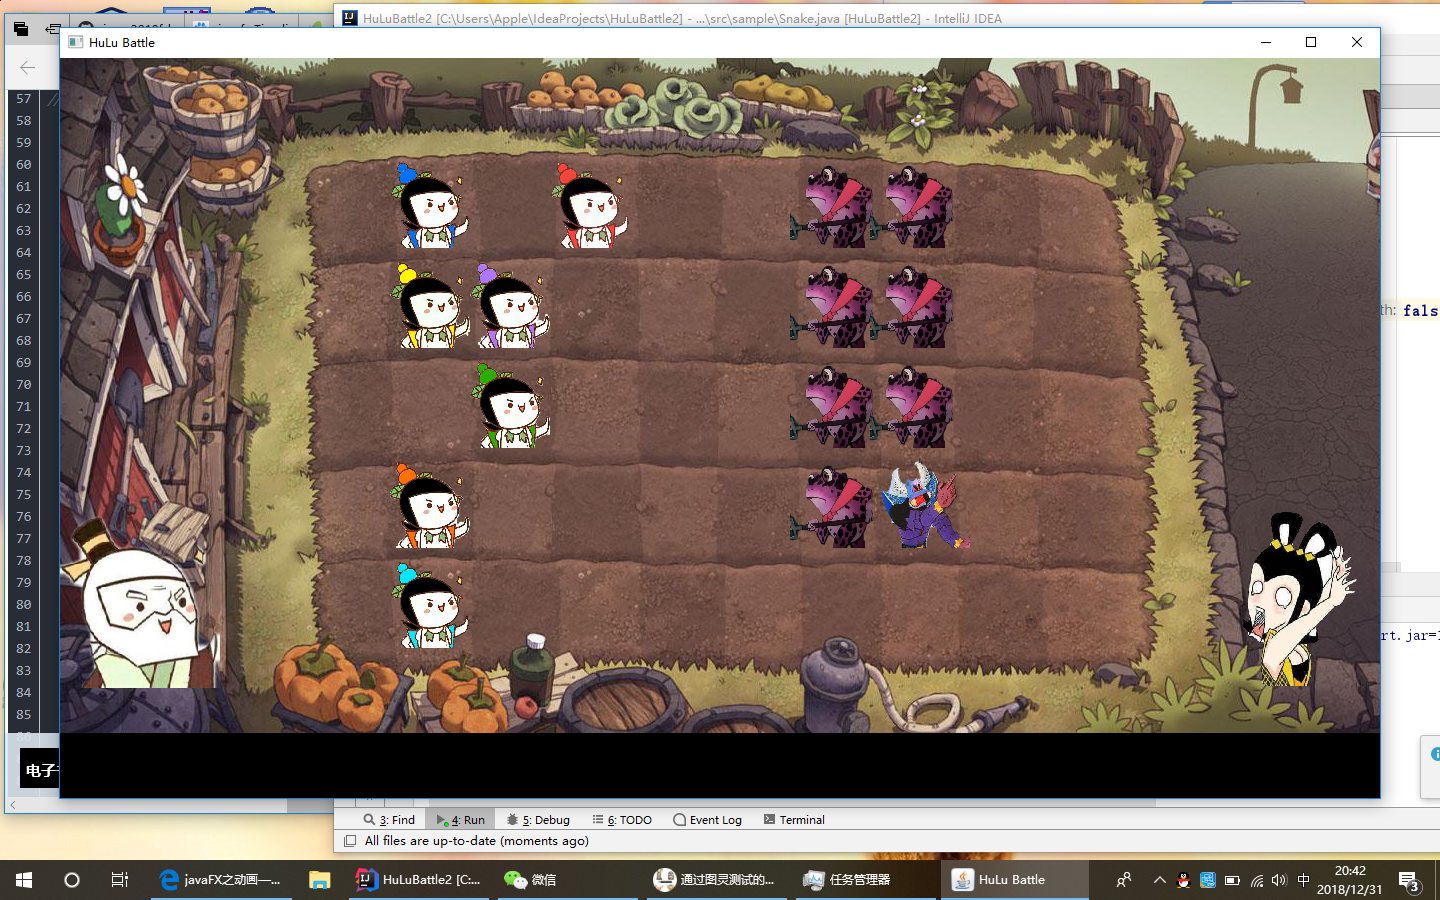 HuLuBattle2 [C:\Users\Apple\IdeaProjects\HuLuBattle2] - ...\src\sample\Snake.java [HuLuBattle2] - IntelliJ IDEA
HuLu Battle
57
58
59
60
61
62
63
64
65
66
67
68
69
70
71
72
73
74
75
76
77
78
79
80
81
82
83
84
85
th: fals
rt.jar=1
电子
3: Find
4: Run
5: Debug
6: TODO
Event Log
Terminal
All files are up-to-date (moments ago)
javaFX之动画—...
HuLuBattle2 [C:...
微信
通过图灵测试的...
任务管理器
HuLu Battle
中
20:42
2018/12/31
3